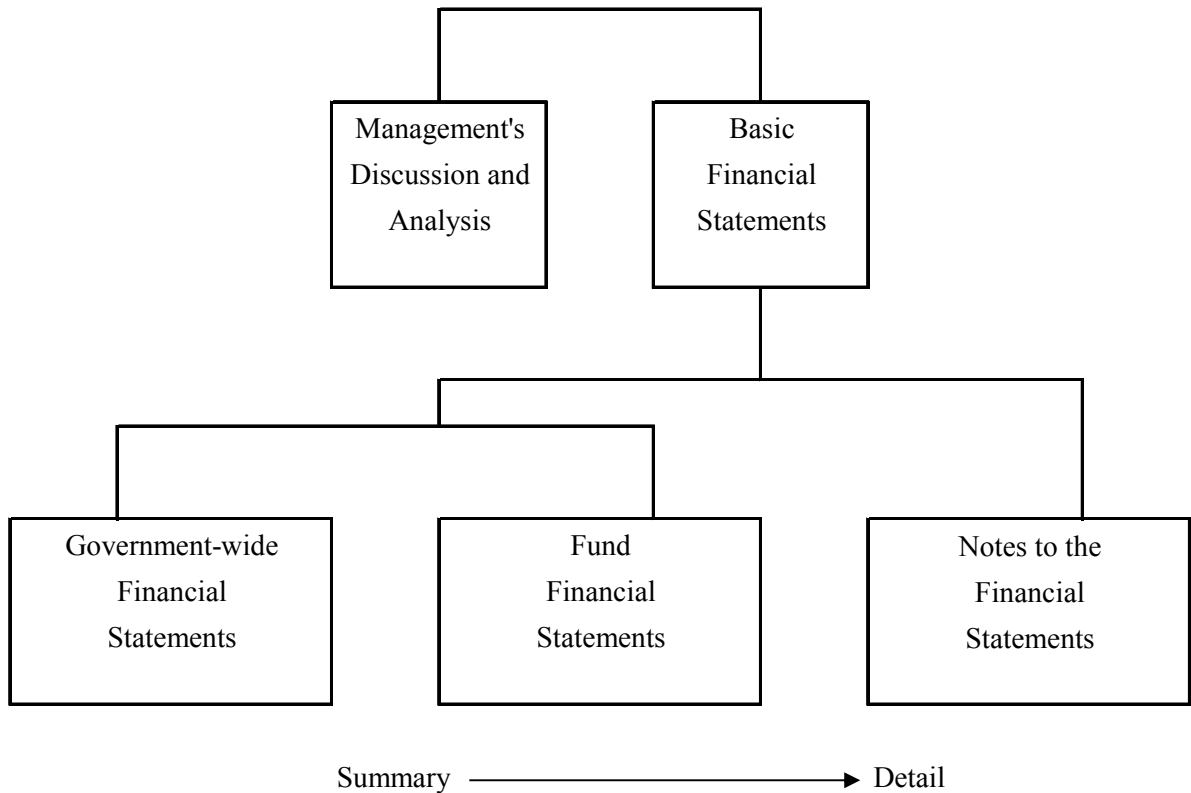 Management's
Discussion and
Analysis
Basic
Financial
Statements
Government-wide
Financial
Statements
Fund
Financial
Statements
Notes to the
Financial
Statements
Summary
Detail